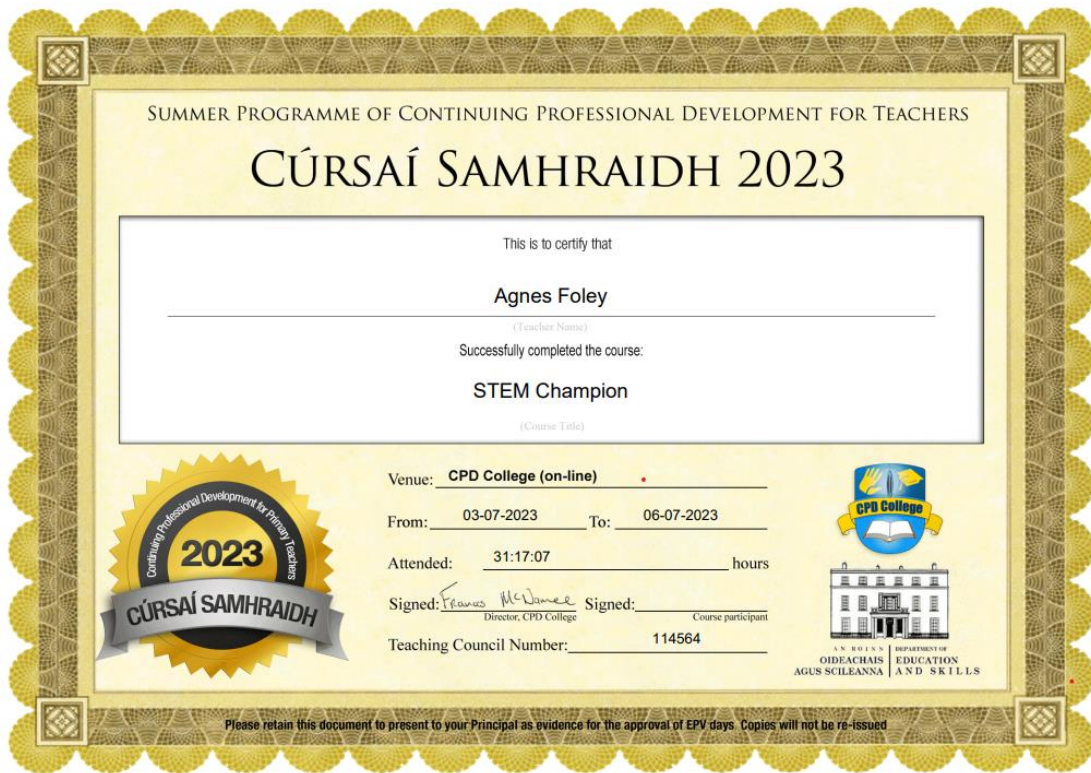 SUMMER PROGRAMME OF CONTINUING PROFESSIONAL DEVELOPMENT FOR TEACHERS
CÚRSAÍ SAMHRAIDH 2023
This is to certify that
Agnes Foley
(Teacher Name)
Successfully completed the course:
STEM Champion
(Course Title)
Continuing Professional Development for Primary Teachers
2023
CÚRSAÍ SAMHRAIDH
Venue: CPD College (on-line)
From: 03-07-2023 To: 06-07-2023
Attended: 31:17:07 hours
Signed: Frances McNamee Signed:
Director, CPD College Course participant
Teaching Council Number: 114564
CPD College
AN ROINN DEPARTMENT OF
OIDEACHAIS EDUCATION
AGUS SCILEANNA AND SKILLS
Please retain this document to present to your Principal as evidence for the approval of EPV days. Copies will not be re-issued